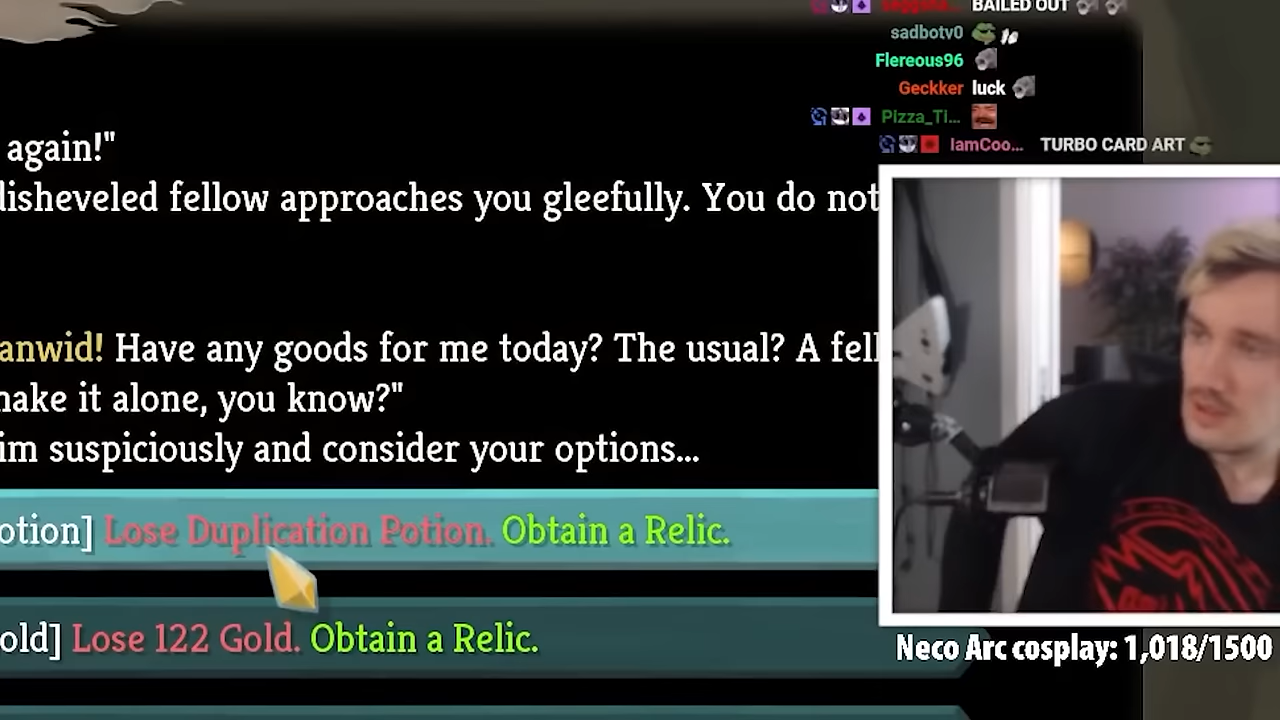 BAILED OUT
sadbotv0
Flereous96
Geckker luck
Pizza_Ti...
IamCoo... TURBO CARD ART
again!"
disheveled fellow approaches you gleefully. You do not
anwid! Have any goods for me today? The usual? A fell
make it alone, you know?"
im suspiciously and consider your options...
otion] Lose Duplication Potion. Obtain a Relic.
old] Lose 122 Gold. Obtain a Relic.
Neco Arc cosplay: 1,018/1500